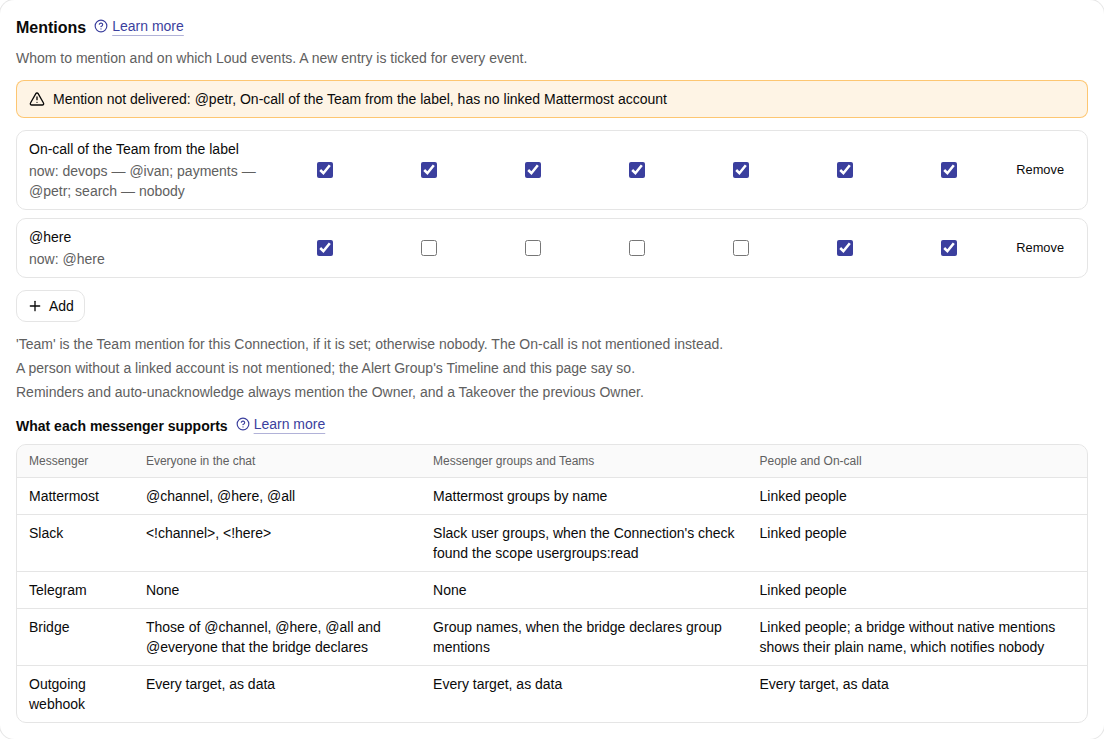 Mentions Learn more
Whom to mention and on which Loud events. A new entry is ticked for every event.
Mention not delivered: @petr, On-call of the Team from the label, has no linked Mattermost account
On-call of the Team from the label
now: devops — @ivan; payments —
@petr; search — nobody
Remove
@here
now: @here
Remove
Add
'Team' is the Team mention for this Connection, if it is set; otherwise nobody. The On-call is not mentioned instead.
A person without a linked account is not mentioned; the Alert Group's Timeline and this page say so.
Reminders and auto-unacknowledge always mention the Owner, and a Takeover the previous Owner.
What each messenger supports Learn more
Messenger Everyone in the chat Messenger groups and Teams People and On-call
Mattermost @channel, @here, @all Mattermost groups by name Linked people
Slack <!channel>, <!here> Slack user groups, when the Connection's check Linked people
found the scope usergroups:read
Telegram None None Linked people
Bridge Those of @channel, @here, @all and Group names, when the bridge declares group Linked people; a bridge without native mentions
@everyone that the bridge declares mentions shows their plain name, which notifies nobody
Outgoing Every target, as data Every target, as data Every target, as data
webhook